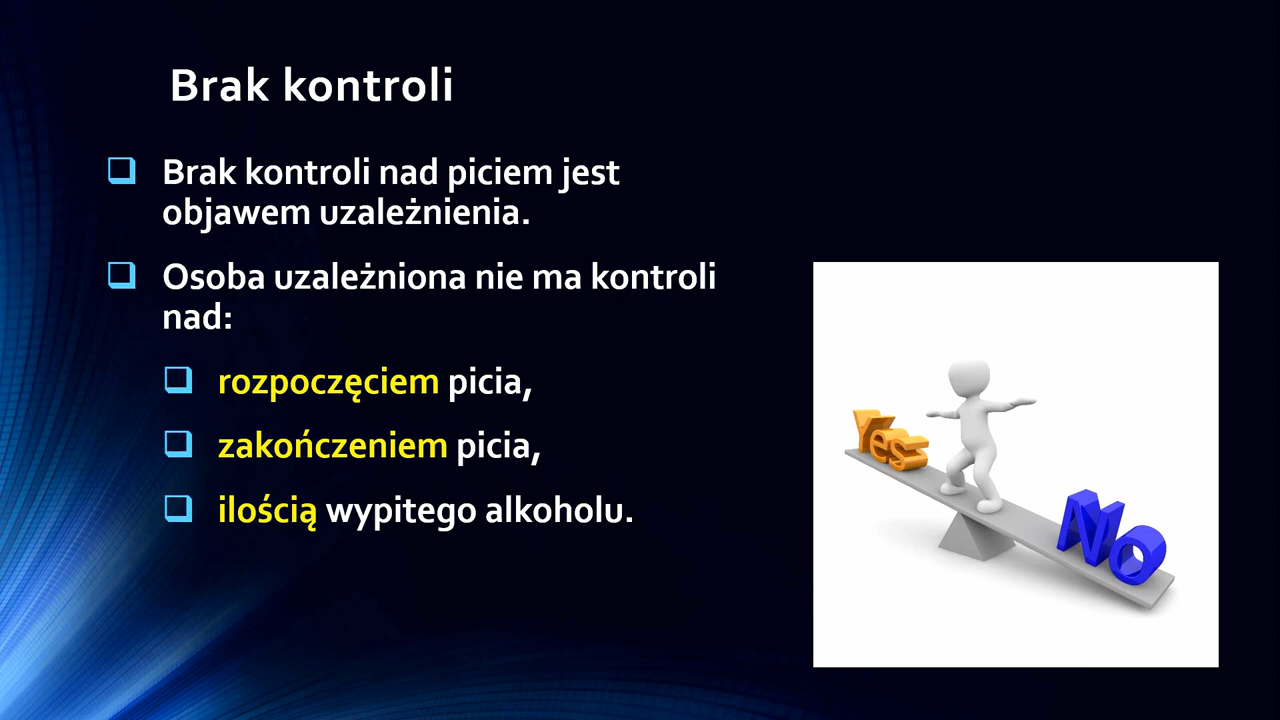 Brak kontroli
Brak kontroli nad piciem jest
objawem uzależnienia.
Osoba uzależniona nie ma kontroli
nad:
rozpoczęciem picia,
zakończeniem picia,
ilością wypitego alkoholu.
Yes
No